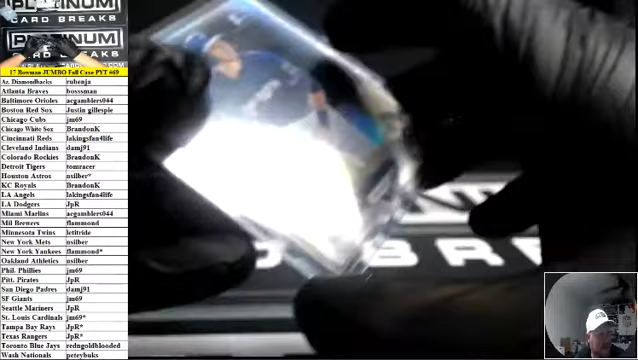 PLATINUM
CARD BREAKS
PLATINUM
17 Bowman JUMBO Full Case PYT #69
Az. Diamondbacks rubenja
Atlanta Braves bosssman
Baltimore Orioles acgamblers044
Boston Red Sox Justin gillespie
Chicago Cubs jm69
Chicago White Sox BrandonK
Cincinnati Reds lakingsfan4life
Cleveland Indians damj91
Colorado Rockies BrandonK
Detroit Tigers tomracer
Houston Astros nsilber*
KC Royals BrandonK
LA Angels lakingsfan4life
LA Dodgers JpR
Miami Marlins acgamblers044
Mil Brewers flammond
Minnesota Twins letitride
New York Mets nsilber
New York Yankees flammond*
Oakland Athletics nsilber
Phil. Phillies jm69
Pitt. Pirates JpR
San Diego Padres damj91
SF Giants jm69
Seattle Mariners JpR
St. Louis Cardinals jm69*
Tampa Bay Rays JpR*
Texas Rangers JpR*
Toronto Blue Jays redngoldblooded
Wash Nationals peteybuks